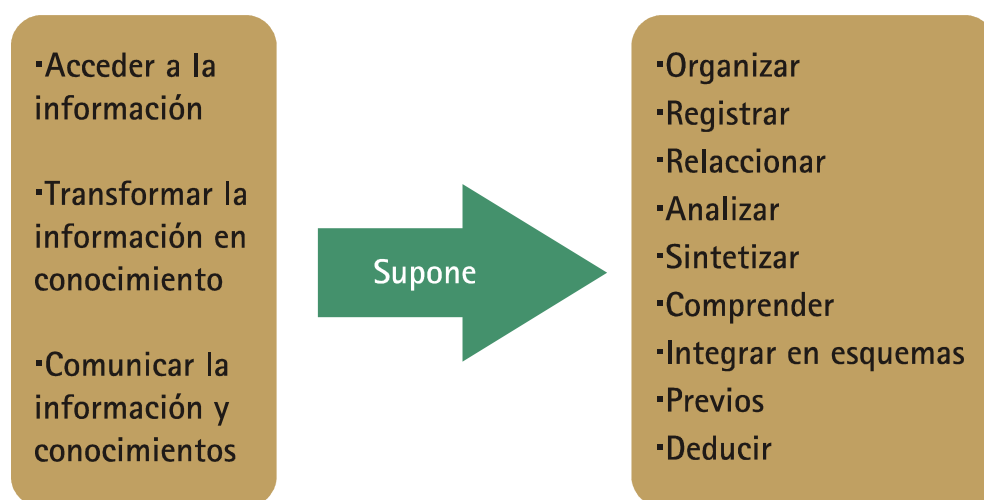 ·Acceder a la
información
·Transformar la
información en
conocimiento
·Comunicar la
información y
conocimientos
Supone
·Organizar
·Registrar
·Relaccionar
·Analizar
·Sintetizar
·Comprender
·Integrar en esquemas
·Previos
·Deducir